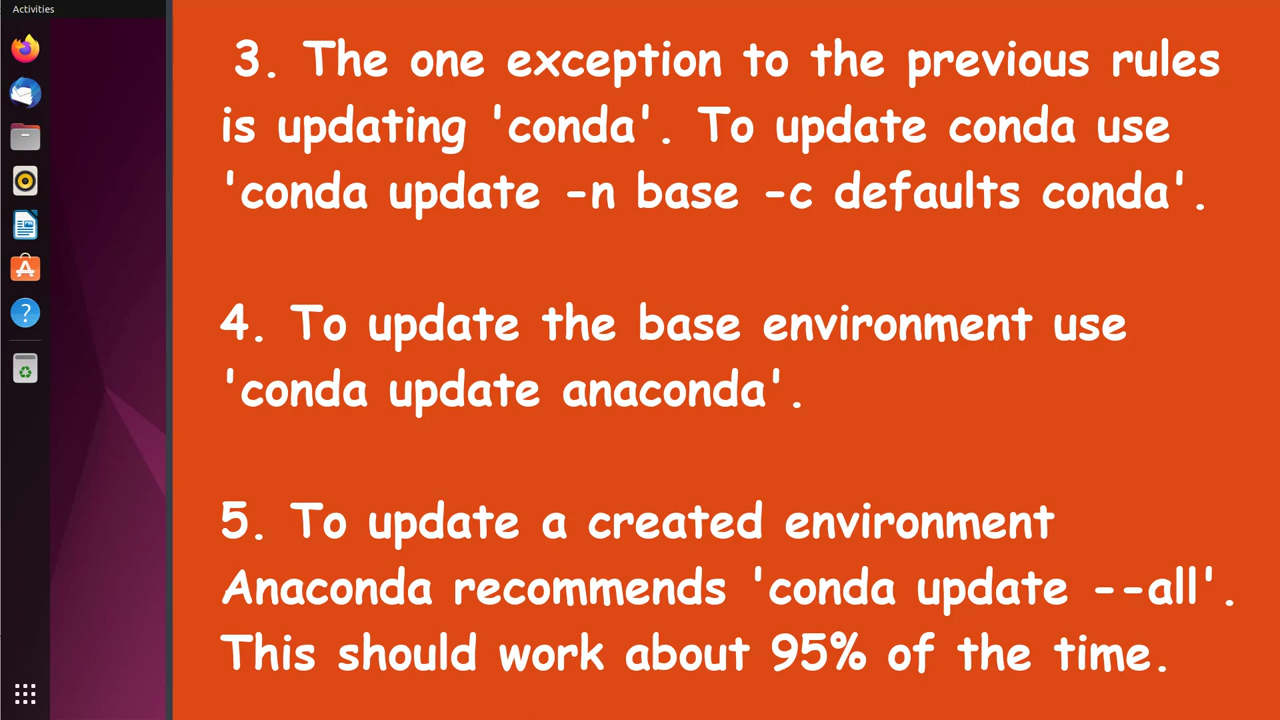 Activities
3. The one exception to the previous rules
is updating 'conda'. To update conda use
'conda update -n base -c defaults conda'.
4. To update the base environment use
'conda update anaconda'.
5. To update a created environment
Anaconda recommends 'conda update --all'.
This should work about 95% of the time.